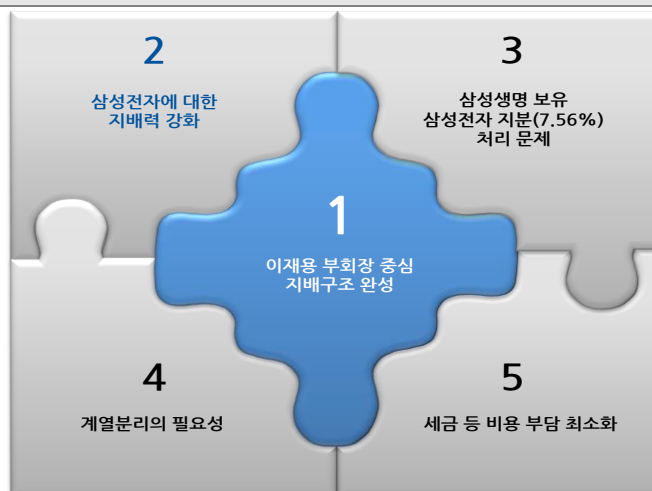 2
삼성전자에 대한
지배력 강화
3
삼성생명 보유
삼성전자 지분(7.56%)
처리 문제
1
이재용 부회장 중심
지배구조 완성
4
계열분리의 필요성
5
세금 등 비용 부담 최소화